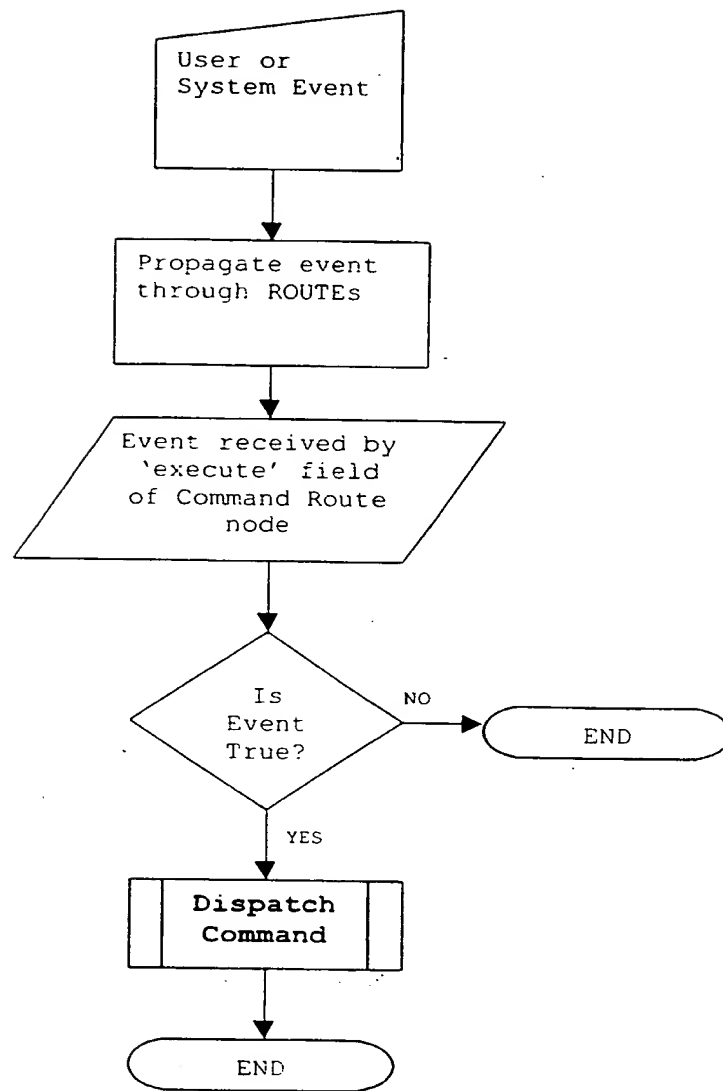 User or
System Event
Propagate event
through ROUTEs
Event received by
'execute' field
of Command Route
node
Is
Event
True?
NO
END
YES
Dispatch
Command
END